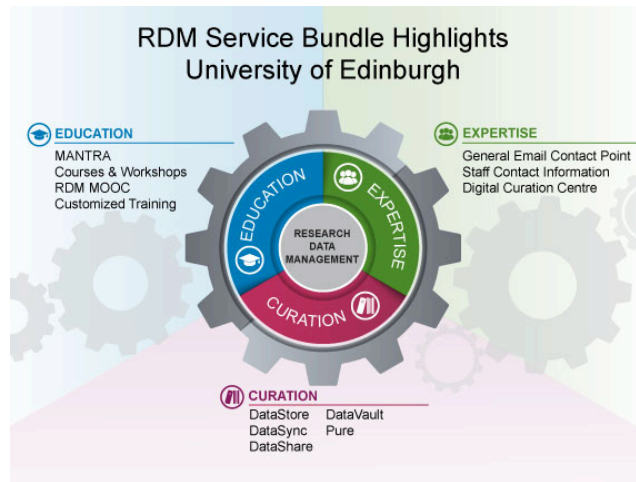 RDM Service Bundle Highlights
University of Edinburgh
EDUCATION
MANTRA
Courses & Workshops
RDM MOOC
Customized Training
EXPERTISE
General Email Contact Point
Staff Contact Information
Digital Curation Centre
EDUCATION
EXPERTISE
RESEARCH
DATA
MANAGEMENT
CURATION
CURATION
DataStore DataVault
DataSync Pure
DataShare